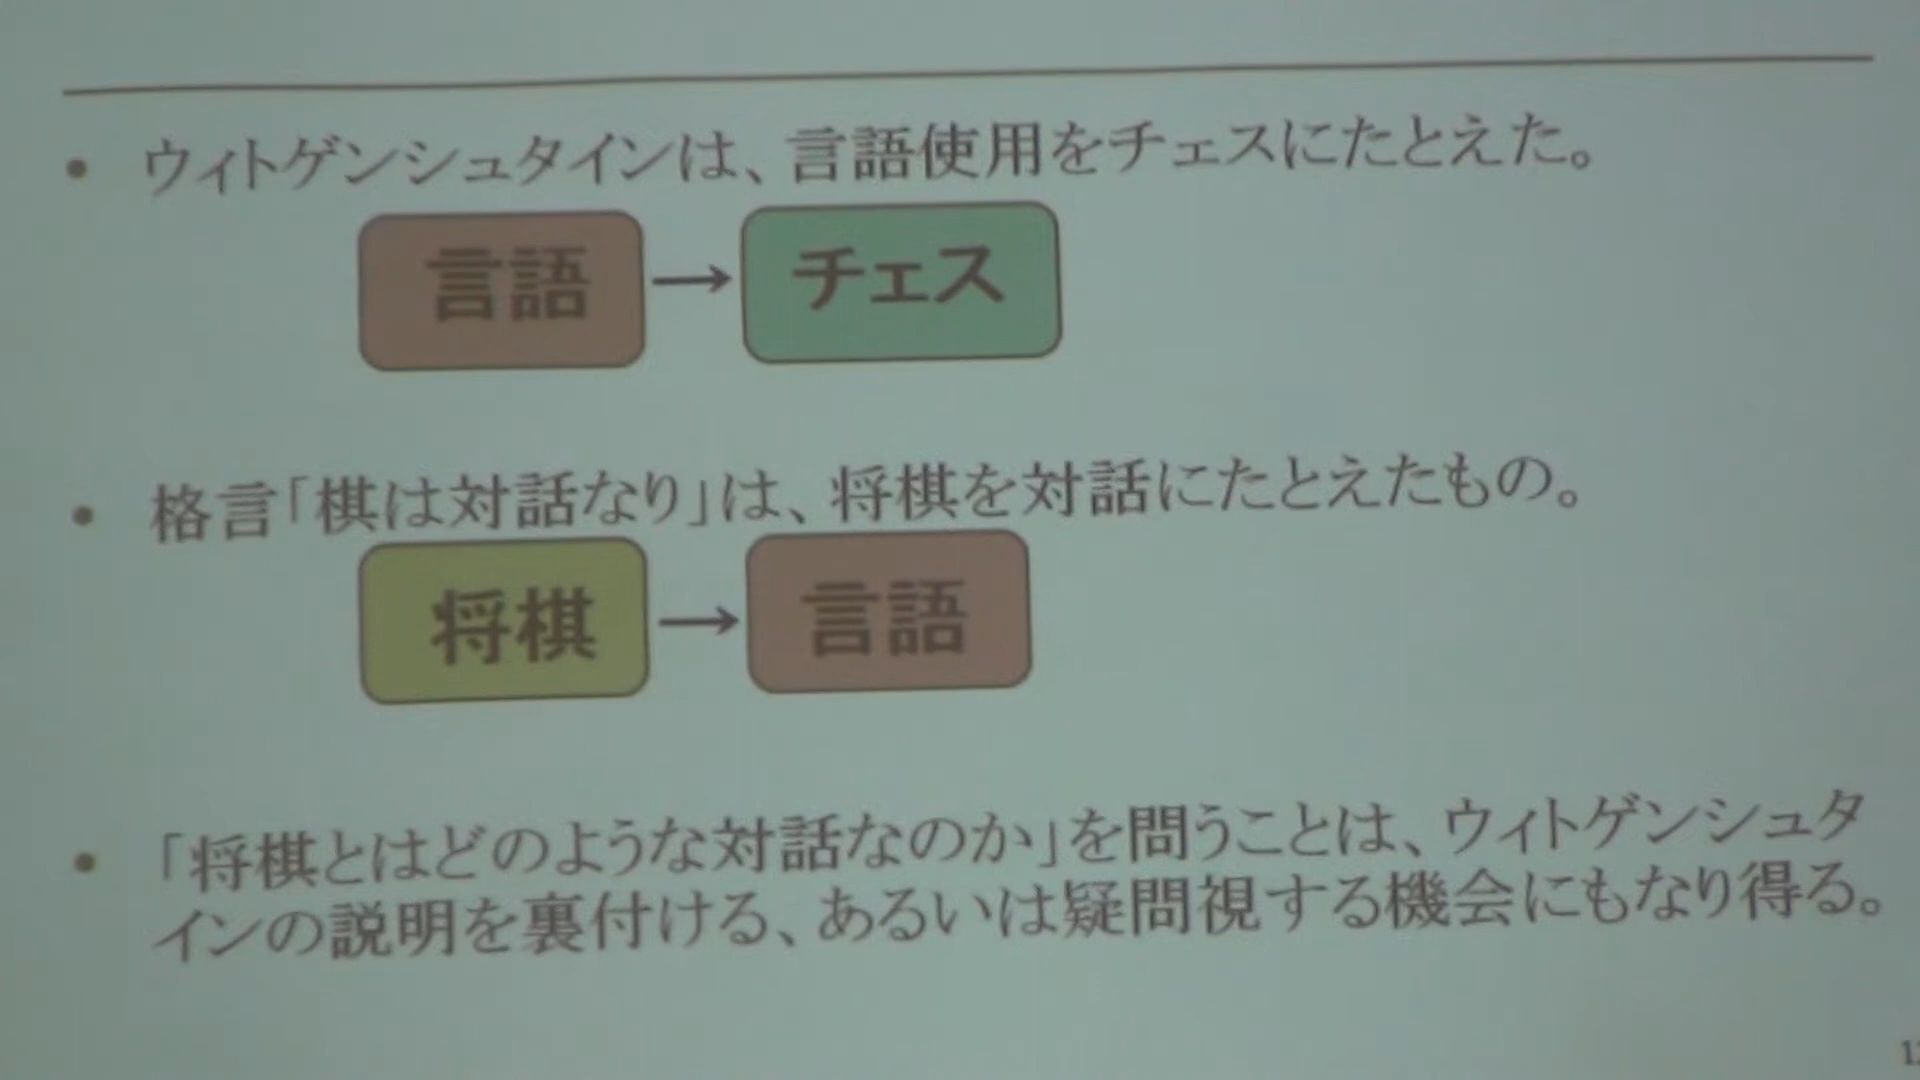 • ウィトゲンシュタインは、言語使用をチェスにたとえた。
言語 → チェス
• 格言「棋は対話なり」は、将棋を対話にたとえたもの。
将棋 → 言語
• 「将棋とはどのような対話なのか」を問うことは、ウィトゲンシュタ
インの説明を裏付ける、あるいは疑問視する機会にもなり得る。